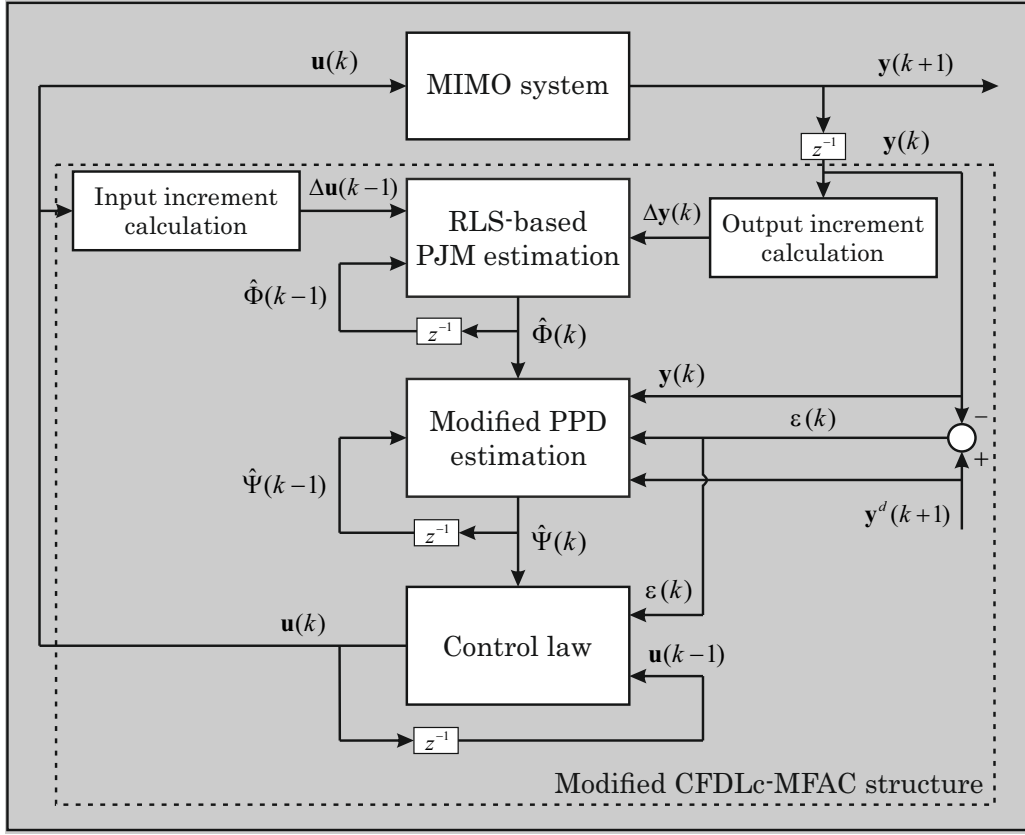 u(k)
MIMO system
y(k+1)
z⁻¹
y(k)
Input increment
calculation
Δu(k−1)
RLS-based
PJM estimation
Δy(k)
Output increment
calculation
Φ̂(k−1)
z⁻¹
Φ̂(k)
y(k)
Modified PPD
estimation
ε(k)
−
+
Ψ̂(k−1)
yᵈ(k+1)
z⁻¹
Ψ̂(k)
ε(k)
u(k)
Control law
u(k−1)
z⁻¹
Modified CFDLc-MFAC structure